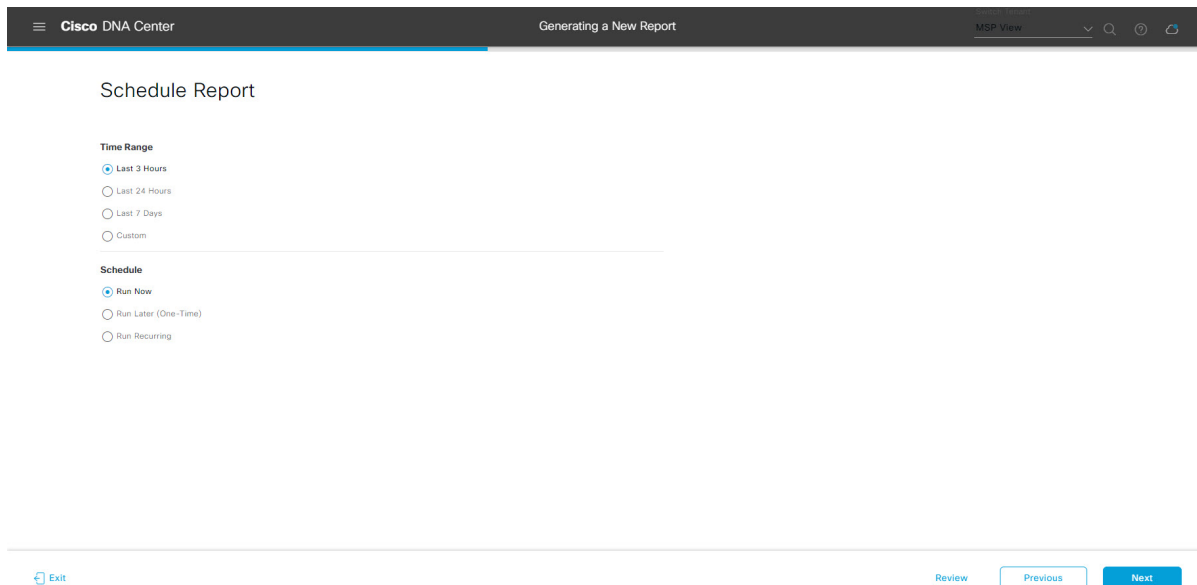 Cisco DNA Center
Generating a New Report
MSP View
Schedule Report
Time Range
Last 3 Hours
Last 24 Hours
Last 7 Days
Custom
Schedule
Run Now
Run Later (One-Time)
Run Recurring
Exit
Review
Previous
Next